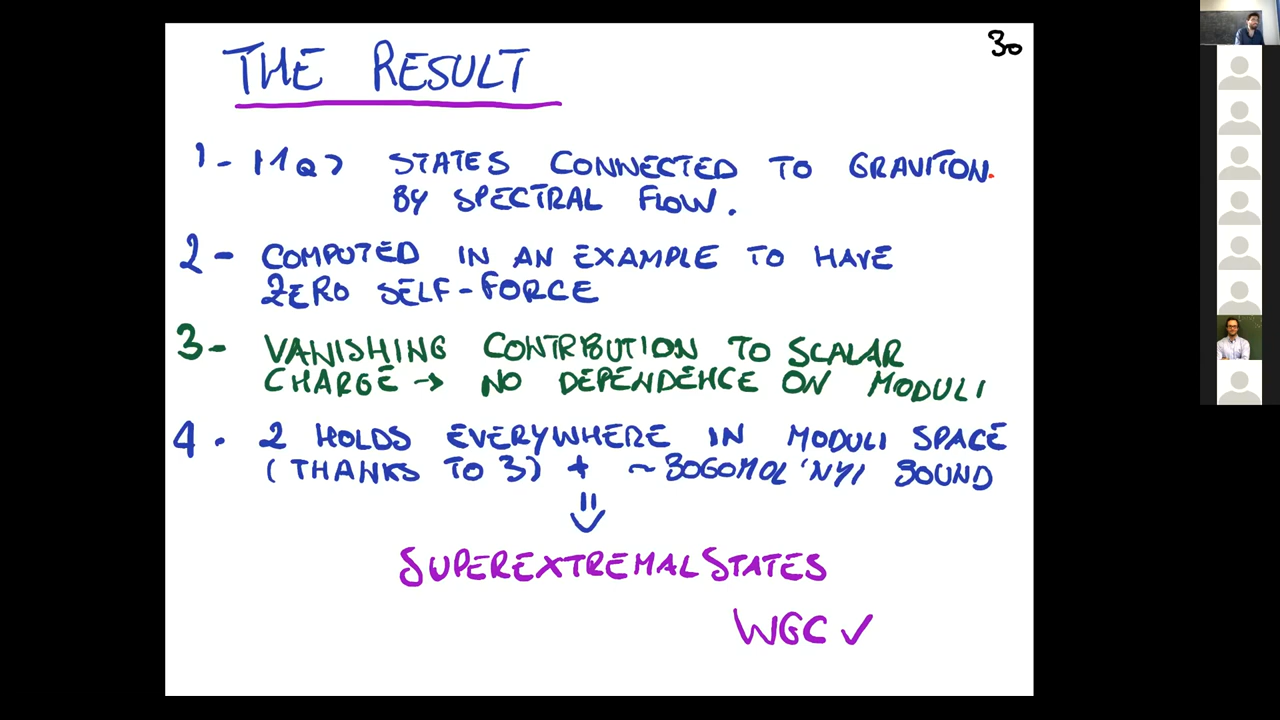 30
THE RESULT
1 - |1Q> STATES CONNECTED TO GRAVITON.
BY SPECTRAL FLOW.
2 - COMPUTED IN AN EXAMPLE TO HAVE
ZERO SELF-FORCE
3 - VANISHING CONTRIBUTION TO SCALAR
CHARGE → NO DEPENDENCE ON MODULI
4. 2 HOLDS EVERYWHERE IN MODULI SPACE
(THANKS TO 3) + ~ BOGOMOL'NYI BOUND
⇓
SUPEREXTREMAL STATES
WGC ✓